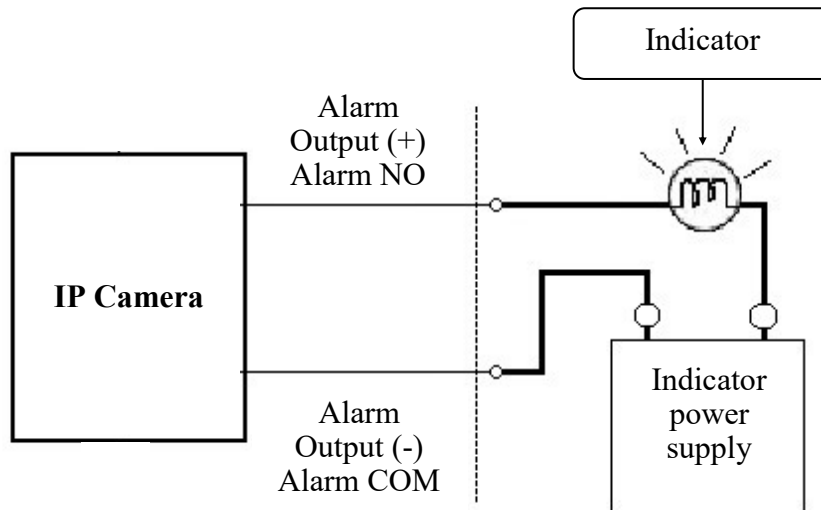 Indicator
Alarm
Output (+)
Alarm NO
IP Camera
Indicator
power
supply
Alarm
Output (-)
Alarm COM